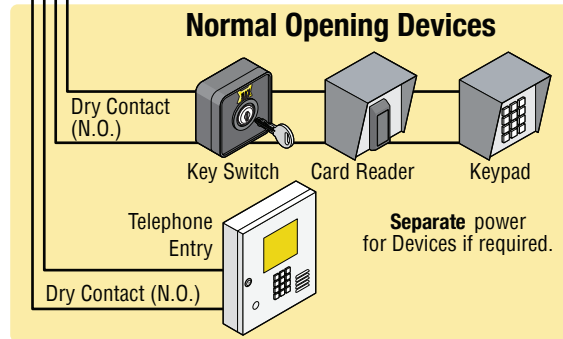 Normal Opening Devices
Dry Contact
(N.O.)
Key Switch
Card Reader
Keypad
Telephone
Entry
Separate power
for Devices if required.
Dry Contact (N.O.)